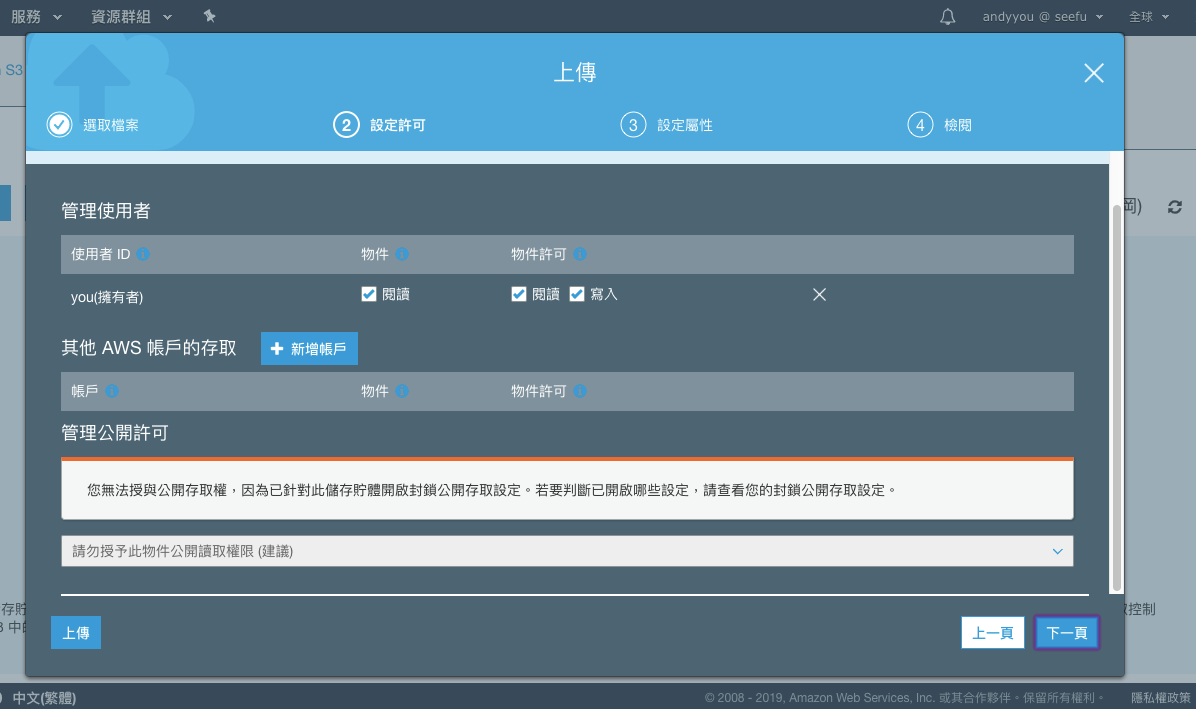 服務 資源群組 andyyou @ seefu 全球
上傳
S3
選取檔案 2 設定許可 3 設定屬性 4 檢閱
管理使用者
使用者 ID 物件 物件許可
you(擁有者) 閱讀 閱讀 寫入
其他 AWS 帳戶的存取 新增帳戶
帳戶 物件 物件許可
管理公開許可
您無法授與公開存取權，因為已針對此儲存貯體開啟封鎖公開存取設定。若要判斷已開啟哪些設定，請查看您的封鎖公開存取設定。
請勿授予此物件公開讀取權限 (建議)
存貯 控制
上傳 上一頁 下一頁
中文(繁體) © 2008 - 2019, Amazon Web Services, Inc. 或其合作夥伴。保留所有權利。 隱私權政策